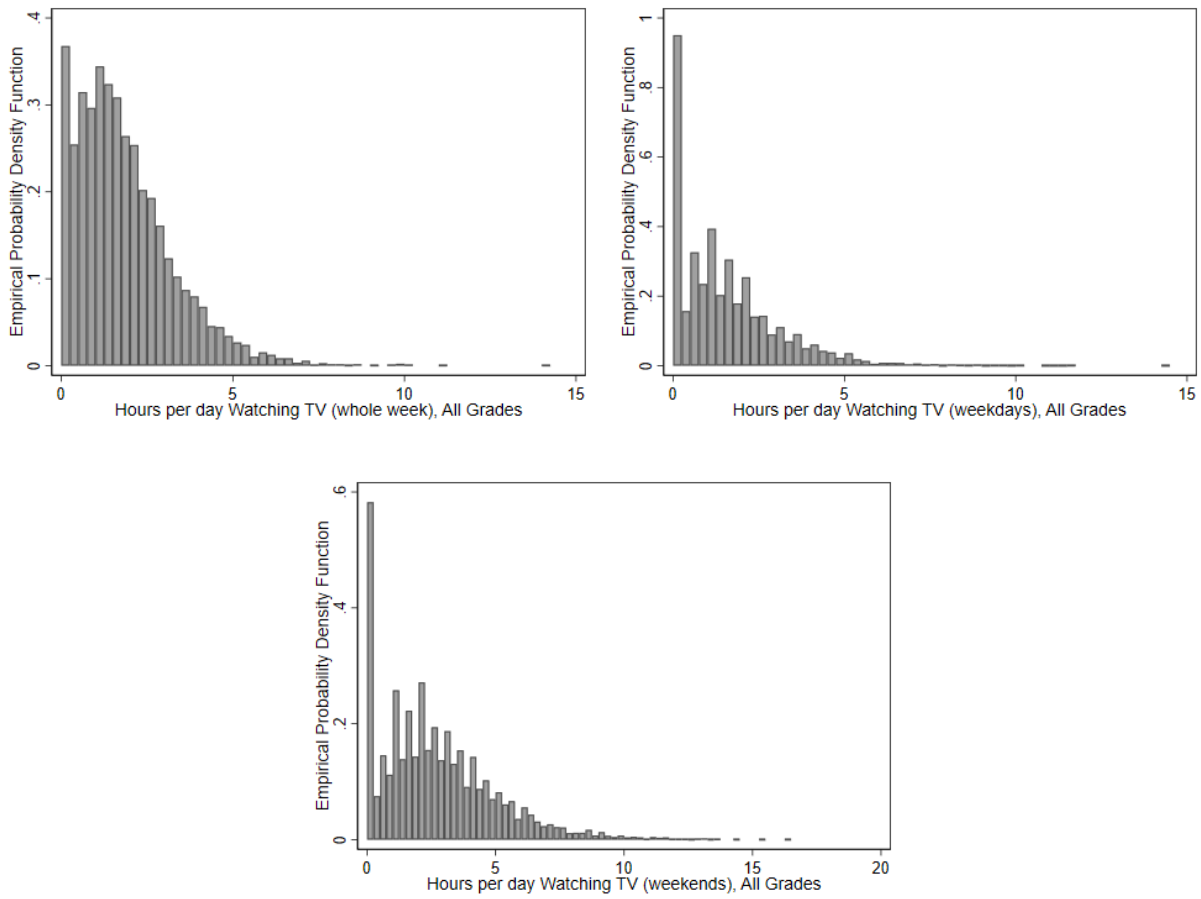 Empirical Probability Density Function
.4
.3
.2
.1
0
0 5 10 15
Hours per day Watching TV (whole week), All Grades
Empirical Probability Density Function
1
.8
.6
.4
.2
0
0 5 10 15
Hours per day Watching TV (weekdays), All Grades
Empirical Probability Density Function
.6
.4
.2
0
0 5 10 15 20
Hours per day Watching TV (weekends), All Grades